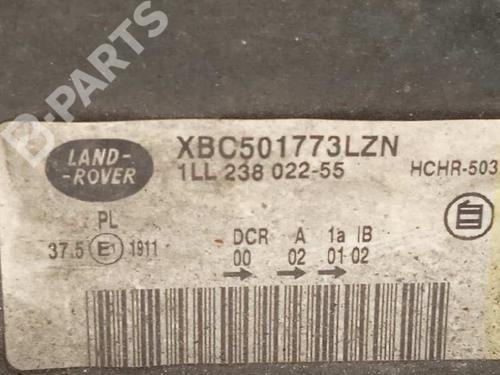 B-PARTS
LAND-
-ROVER
XBC501773LZN
1LL 238 022-55
HCHR-503
PL
37.5 E1 1911
DCR A 1a IB
00 02 01 02
自